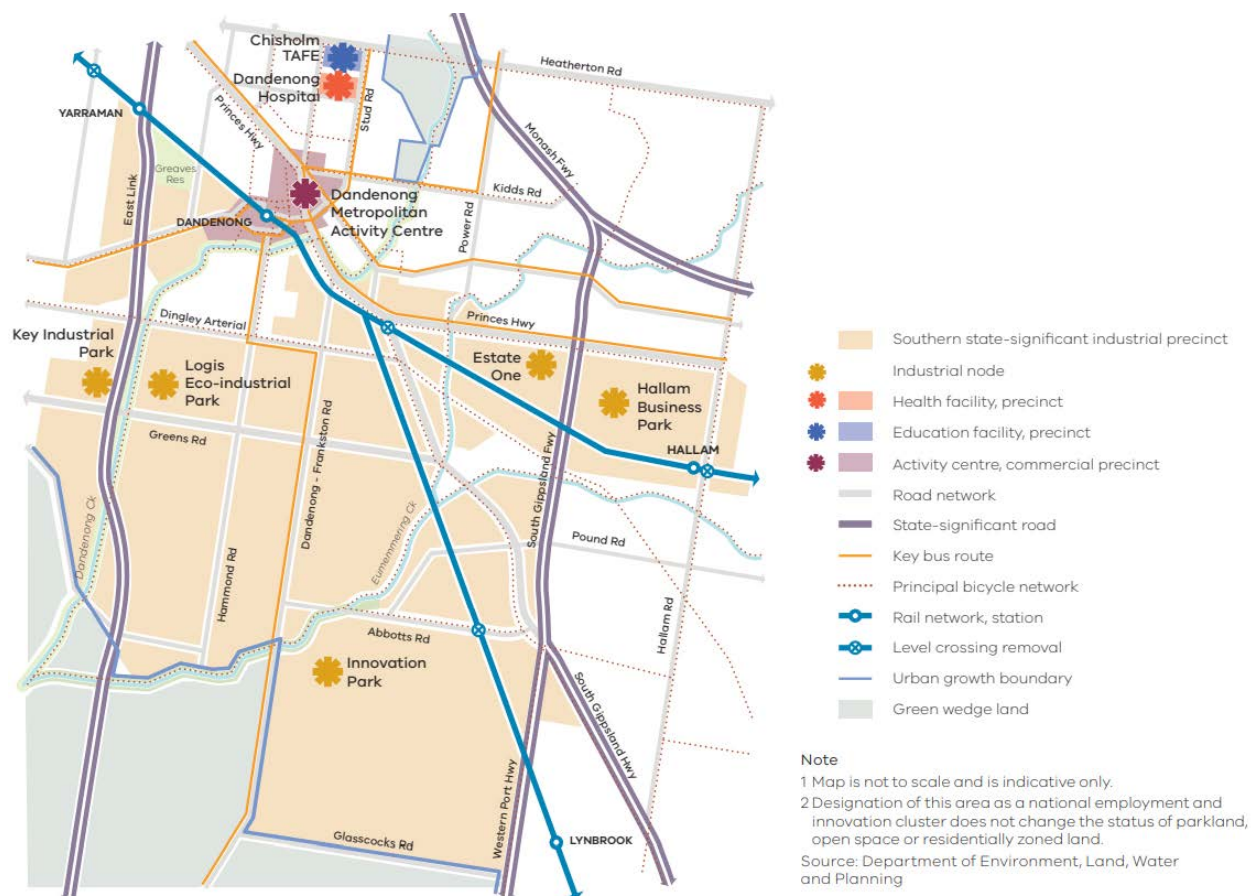 Chisholm
TAFE
Heatherton Rd
Dandenong
Hospital
YARRAMAN
Princes Hwy
Stud Rd
Monash Fwy
Greaves
Res
East Link
Kidds Rd
Dandenong
Metropolitan
Activity Centre
DANDENONG
Power Rd
Dingley Arterial
Princes Hwy
Key Industrial
Park
Logis
Eco-industrial
Park
Estate
One
Hallam
Business
Park
Greens Rd
HALLAM
Dandenong - Frankston Rd
South Gippsland Fwy
Dandenong Ck
Hammond Rd
Eumemmering Ck
Pound Rd
Hallam Rd
Abbotts Rd
Innovation
Park
South Gippsland Hwy
Western Port Hwy
Glasscocks Rd
LYNBROOK
Southern state-significant industrial precinct
Industrial node
Health facility, precinct
Education facility, precinct
Activity centre, commercial precinct
Road network
State-significant road
Key bus route
Principal bicycle network
Rail network, station
Level crossing removal
Urban growth boundary
Green wedge land
Note
1 Map is not to scale and is indicative only.
2 Designation of this area as a national employment and
innovation cluster does not change the status of parkland,
open space or residentially zoned land.
Source: Department of Environment, Land, Water
and Planning